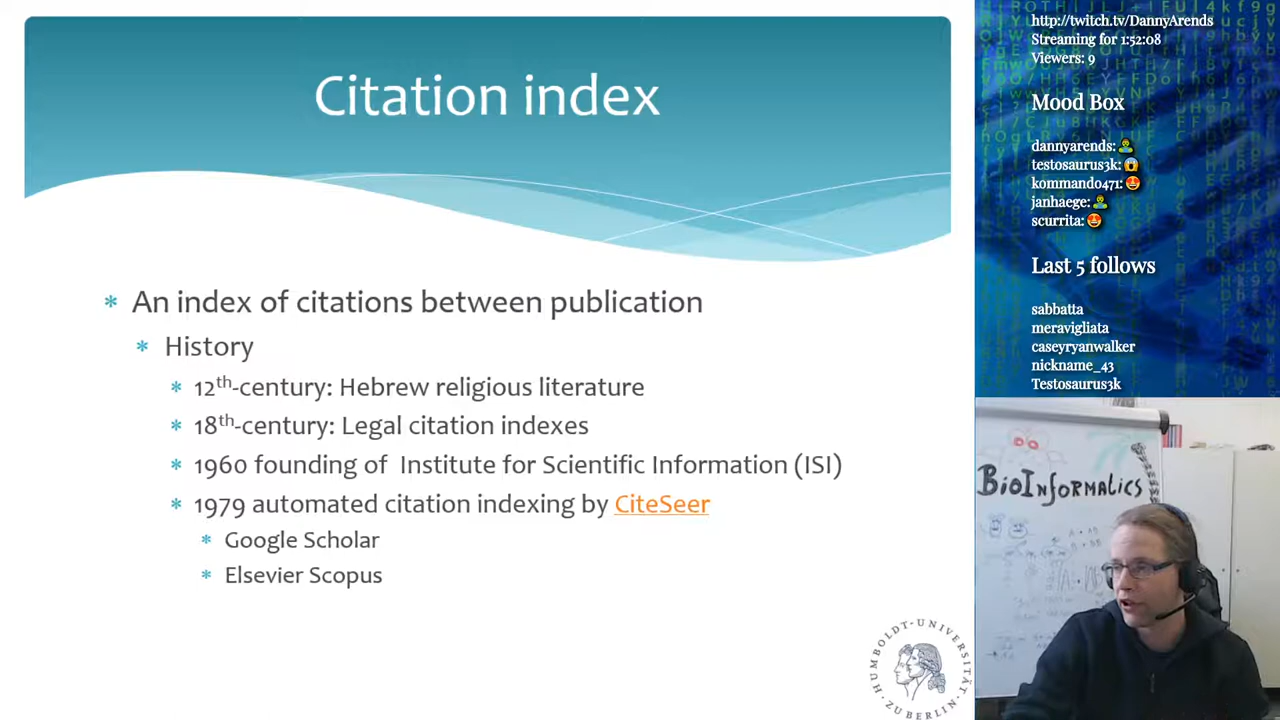 Citation index
* An index of citations between publication
* History
* 12th-century: Hebrew religious literature
* 18th-century: Legal citation indexes
* 1960 founding of Institute for Scientific Information (ISI)
* 1979 automated citation indexing by CiteSeer
* Google Scholar
* Elsevier Scopus
HUMBOLDT-UNIVERSITÄT
ZU BERLIN
http://twitch.tv/DannyArends
Streaming for 1:52:08
Viewers: 9
Mood Box
dannyarends:
testosaurus3k:
kommando471:
janhaege:
scurrita:
Last 5 follows
sabbatta
meravigliata
caseyryanwalker
nickname_43
Testosaurus3k
BioInformatics